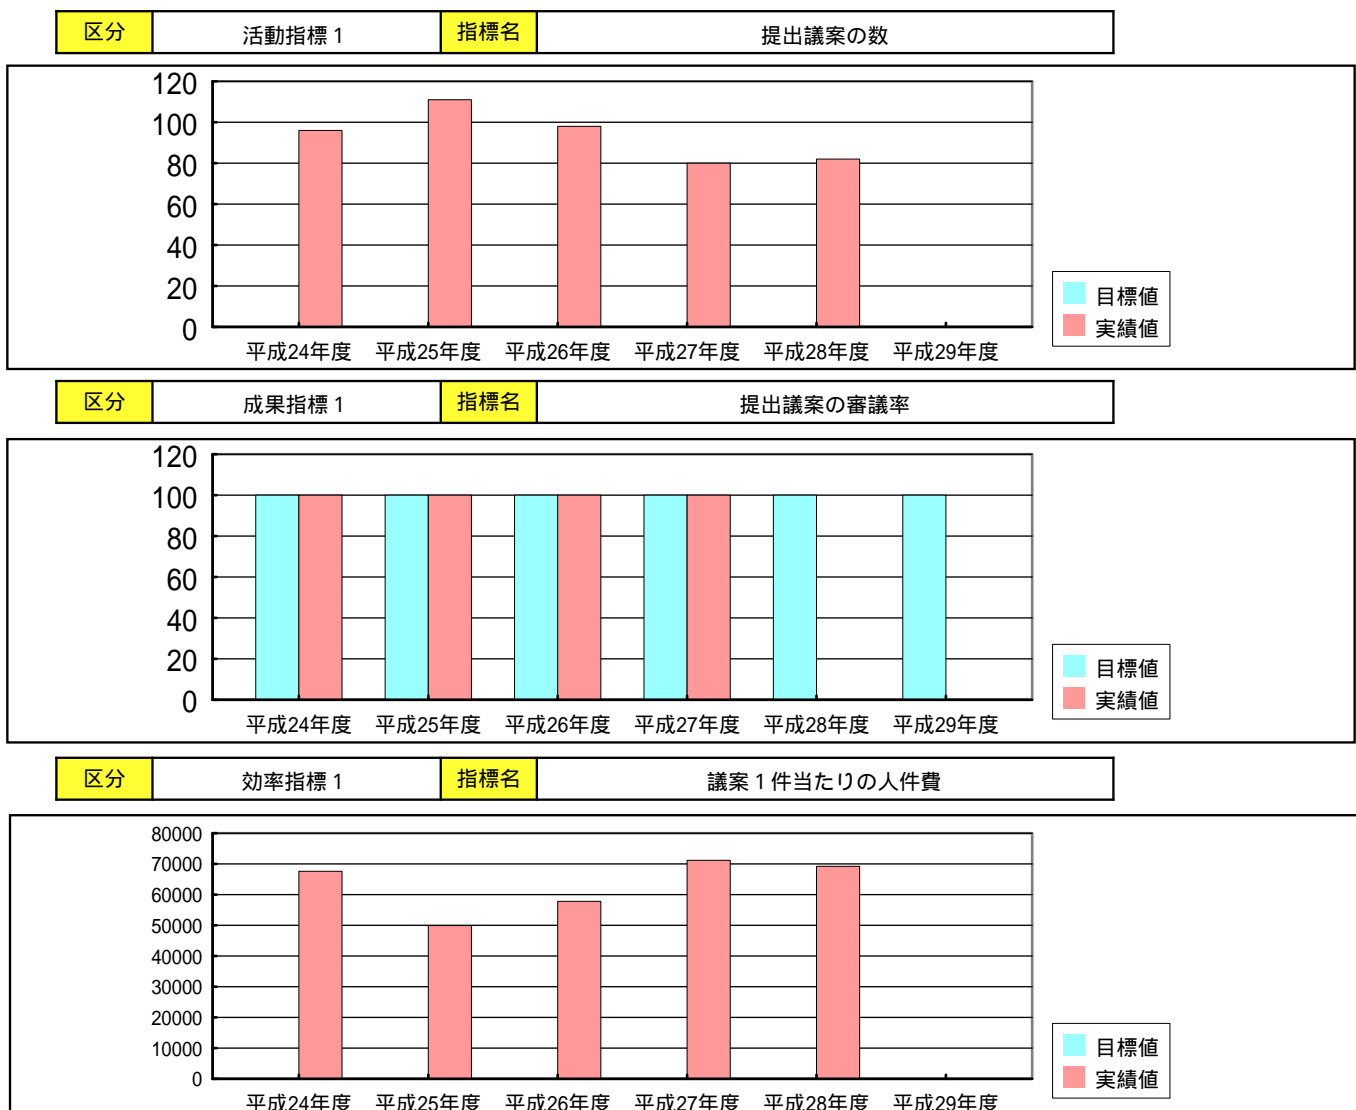 区分 活動指標１ 指標名 提出議案の数
120
100
80
60
40
20
0
平成24年度 平成25年度 平成26年度 平成27年度 平成28年度 平成29年度
目標値
実績値
区分 成果指標１ 指標名 提出議案の審議率
120
100
80
60
40
20
0
平成24年度 平成25年度 平成26年度 平成27年度 平成28年度 平成29年度
目標値
実績値
区分 効率指標１ 指標名 議案１件当たりの人件費
80000
70000
60000
50000
40000
30000
20000
10000
0
平成24年度 平成25年度 平成26年度 平成27年度 平成28年度 平成29年度
目標値
実績値